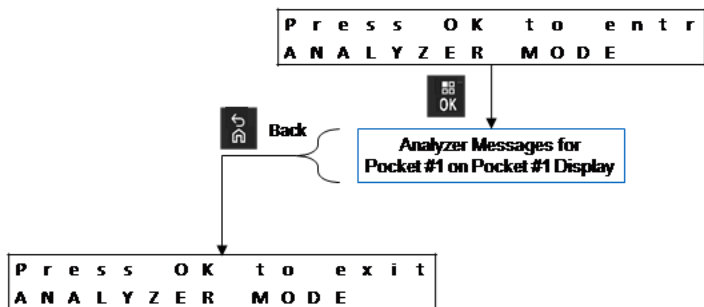 Press OK to entr
ANALYZER MODE
OK
Back
Analyzer Messages for
Pocket #1 on Pocket #1 Display
Press OK to exit
ANALYZER MODE